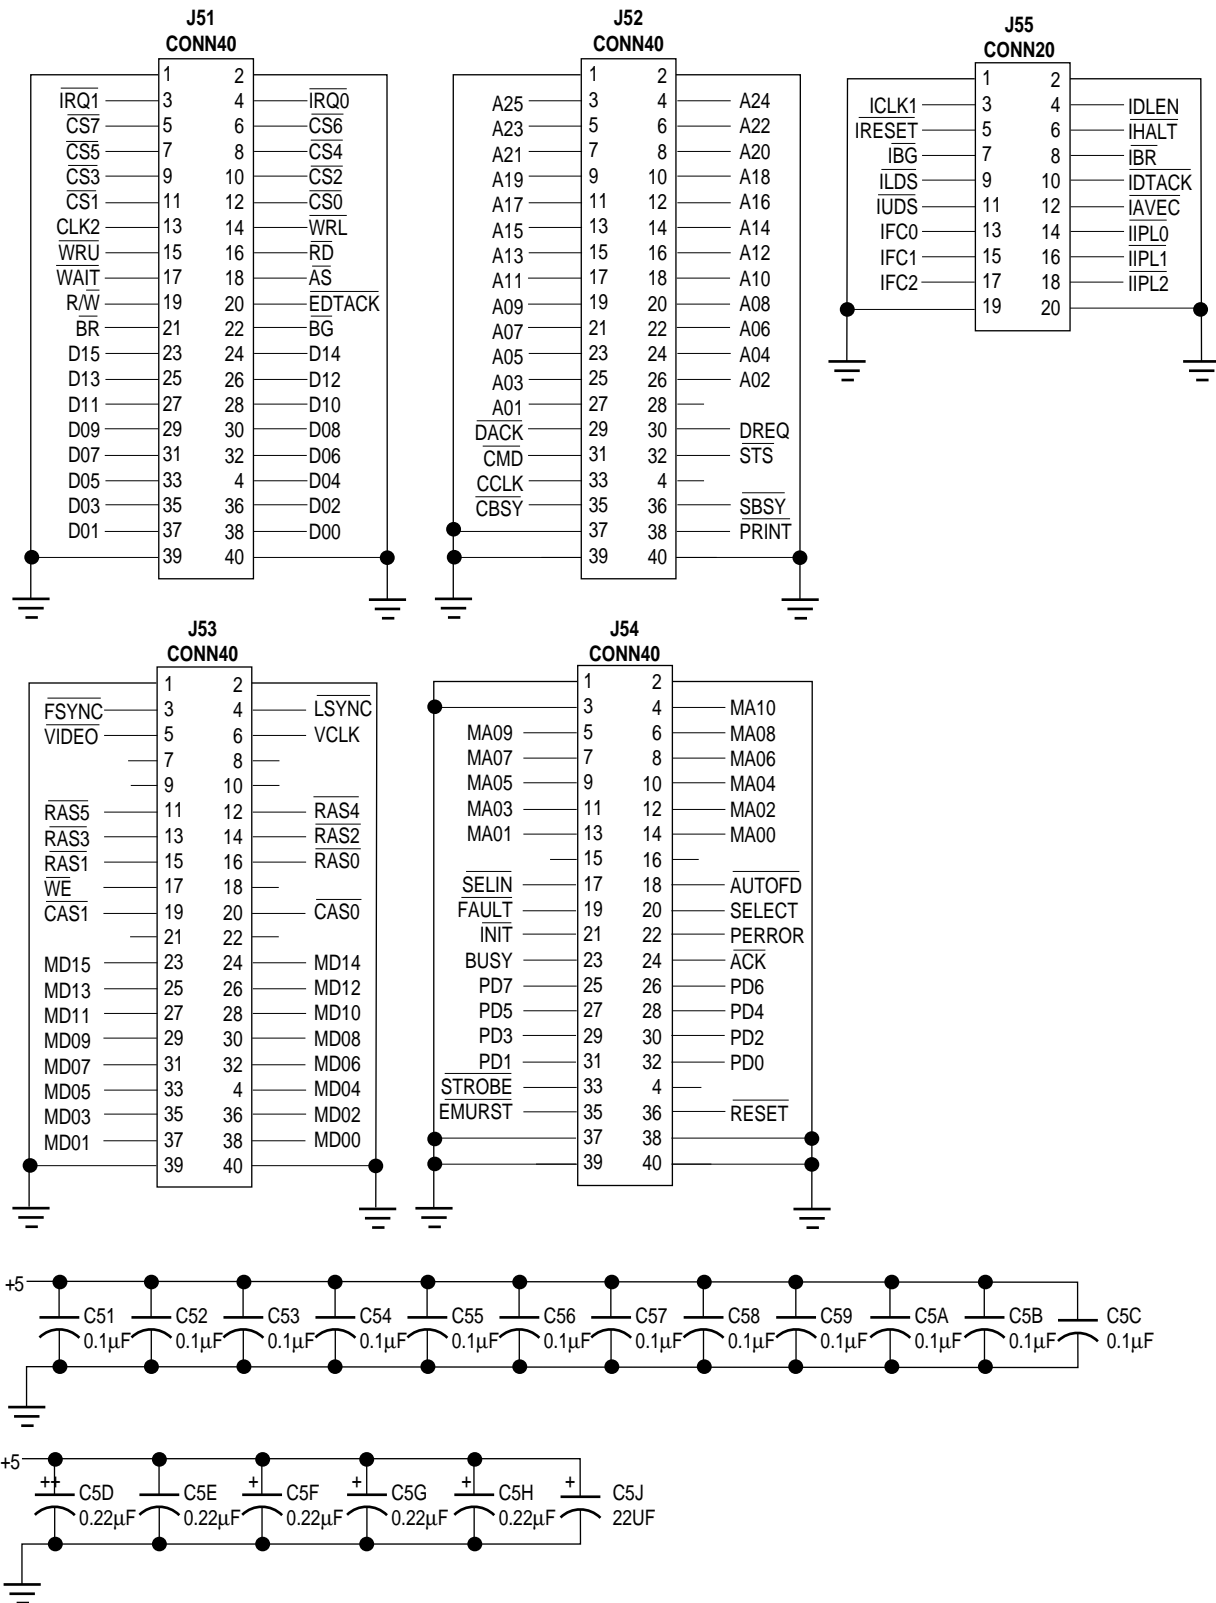 J51
CONN40
1 2
IRQ1 3 4 IRQ0
CS7 5 6 CS6
CS5 7 8 CS4
CS3 9 10 CS2
CS1 11 12 CS0
CLK2 13 14 WRL
WRU 15 16 RD
WAIT 17 18 AS
R/W 19 20 EDTACK
BR 21 22 BG
D15 23 24 D14
D13 25 26 D12
D11 27 28 D10
D09 29 30 D08
D07 31 32 D06
D05 33 4 D04
D03 35 36 D02
D01 37 38 D00
39 40
J52
CONN40
1 2
A25 3 4 A24
A23 5 6 A22
A21 7 8 A20
A19 9 10 A18
A17 11 12 A16
A15 13 14 A14
A13 15 16 A12
A11 17 18 A10
A09 19 20 A08
A07 21 22 A06
A05 23 24 A04
A03 25 26 A02
A01 27 28
DACK 29 30 DREQ
CMD 31 32 STS
CCLK 33 4
CBSY 35 36 SBSY
37 38 PRINT
39 40
J55
CONN20
1 2
ICLK1 3 4 IDLEN
IRESET 5 6 IHALT
IBG 7 8 IBR
ILDS 9 10 IDTACK
IUDS 11 12 IAVEC
IFC0 13 14 IIPL0
IFC1 15 16 IIPL1
IFC2 17 18 IIPL2
19 20
J53
CONN40
1 2
FSYNC 3 4 LSYNC
VIDEO 5 6 VCLK
7 8
9 10
RAS5 11 12 RAS4
RAS3 13 14 RAS2
RAS1 15 16 RAS0
WE 17 18
CAS1 19 20 CAS0
21 22
MD15 23 24 MD14
MD13 25 26 MD12
MD11 27 28 MD10
MD09 29 30 MD08
MD07 31 32 MD06
MD05 33 4 MD04
MD03 35 36 MD02
MD01 37 38 MD00
39 40
J54
CONN40
1 2
3 4 MA10
MA09 5 6 MA08
MA07 7 8 MA06
MA05 9 10 MA04
MA03 11 12 MA02
MA01 13 14 MA00
15 16
SELIN 17 18 AUTOFD
FAULT 19 20 SELECT
INIT 21 22 PERROR
BUSY 23 24 ACK
PD7 25 26 PD6
PD5 27 28 PD4
PD3 29 30 PD2
PD1 31 32 PD0
STROBE 33 4
EMURST 35 36 RESET
37 38
39 40
+5
C51 C52 C53 C54 C55 C56 C57 C58 C59 C5A C5B C5C
0.1µF 0.1µF 0.1µF 0.1µF 0.1µF 0.1µF 0.1µF 0.1µF 0.1µF 0.1µF 0.1µF 0.1µF
+5
++ + + + +
C5D C5E C5F C5G C5H C5J
0.22µF 0.22µF 0.22µF 0.22µF 0.22µF 22UF